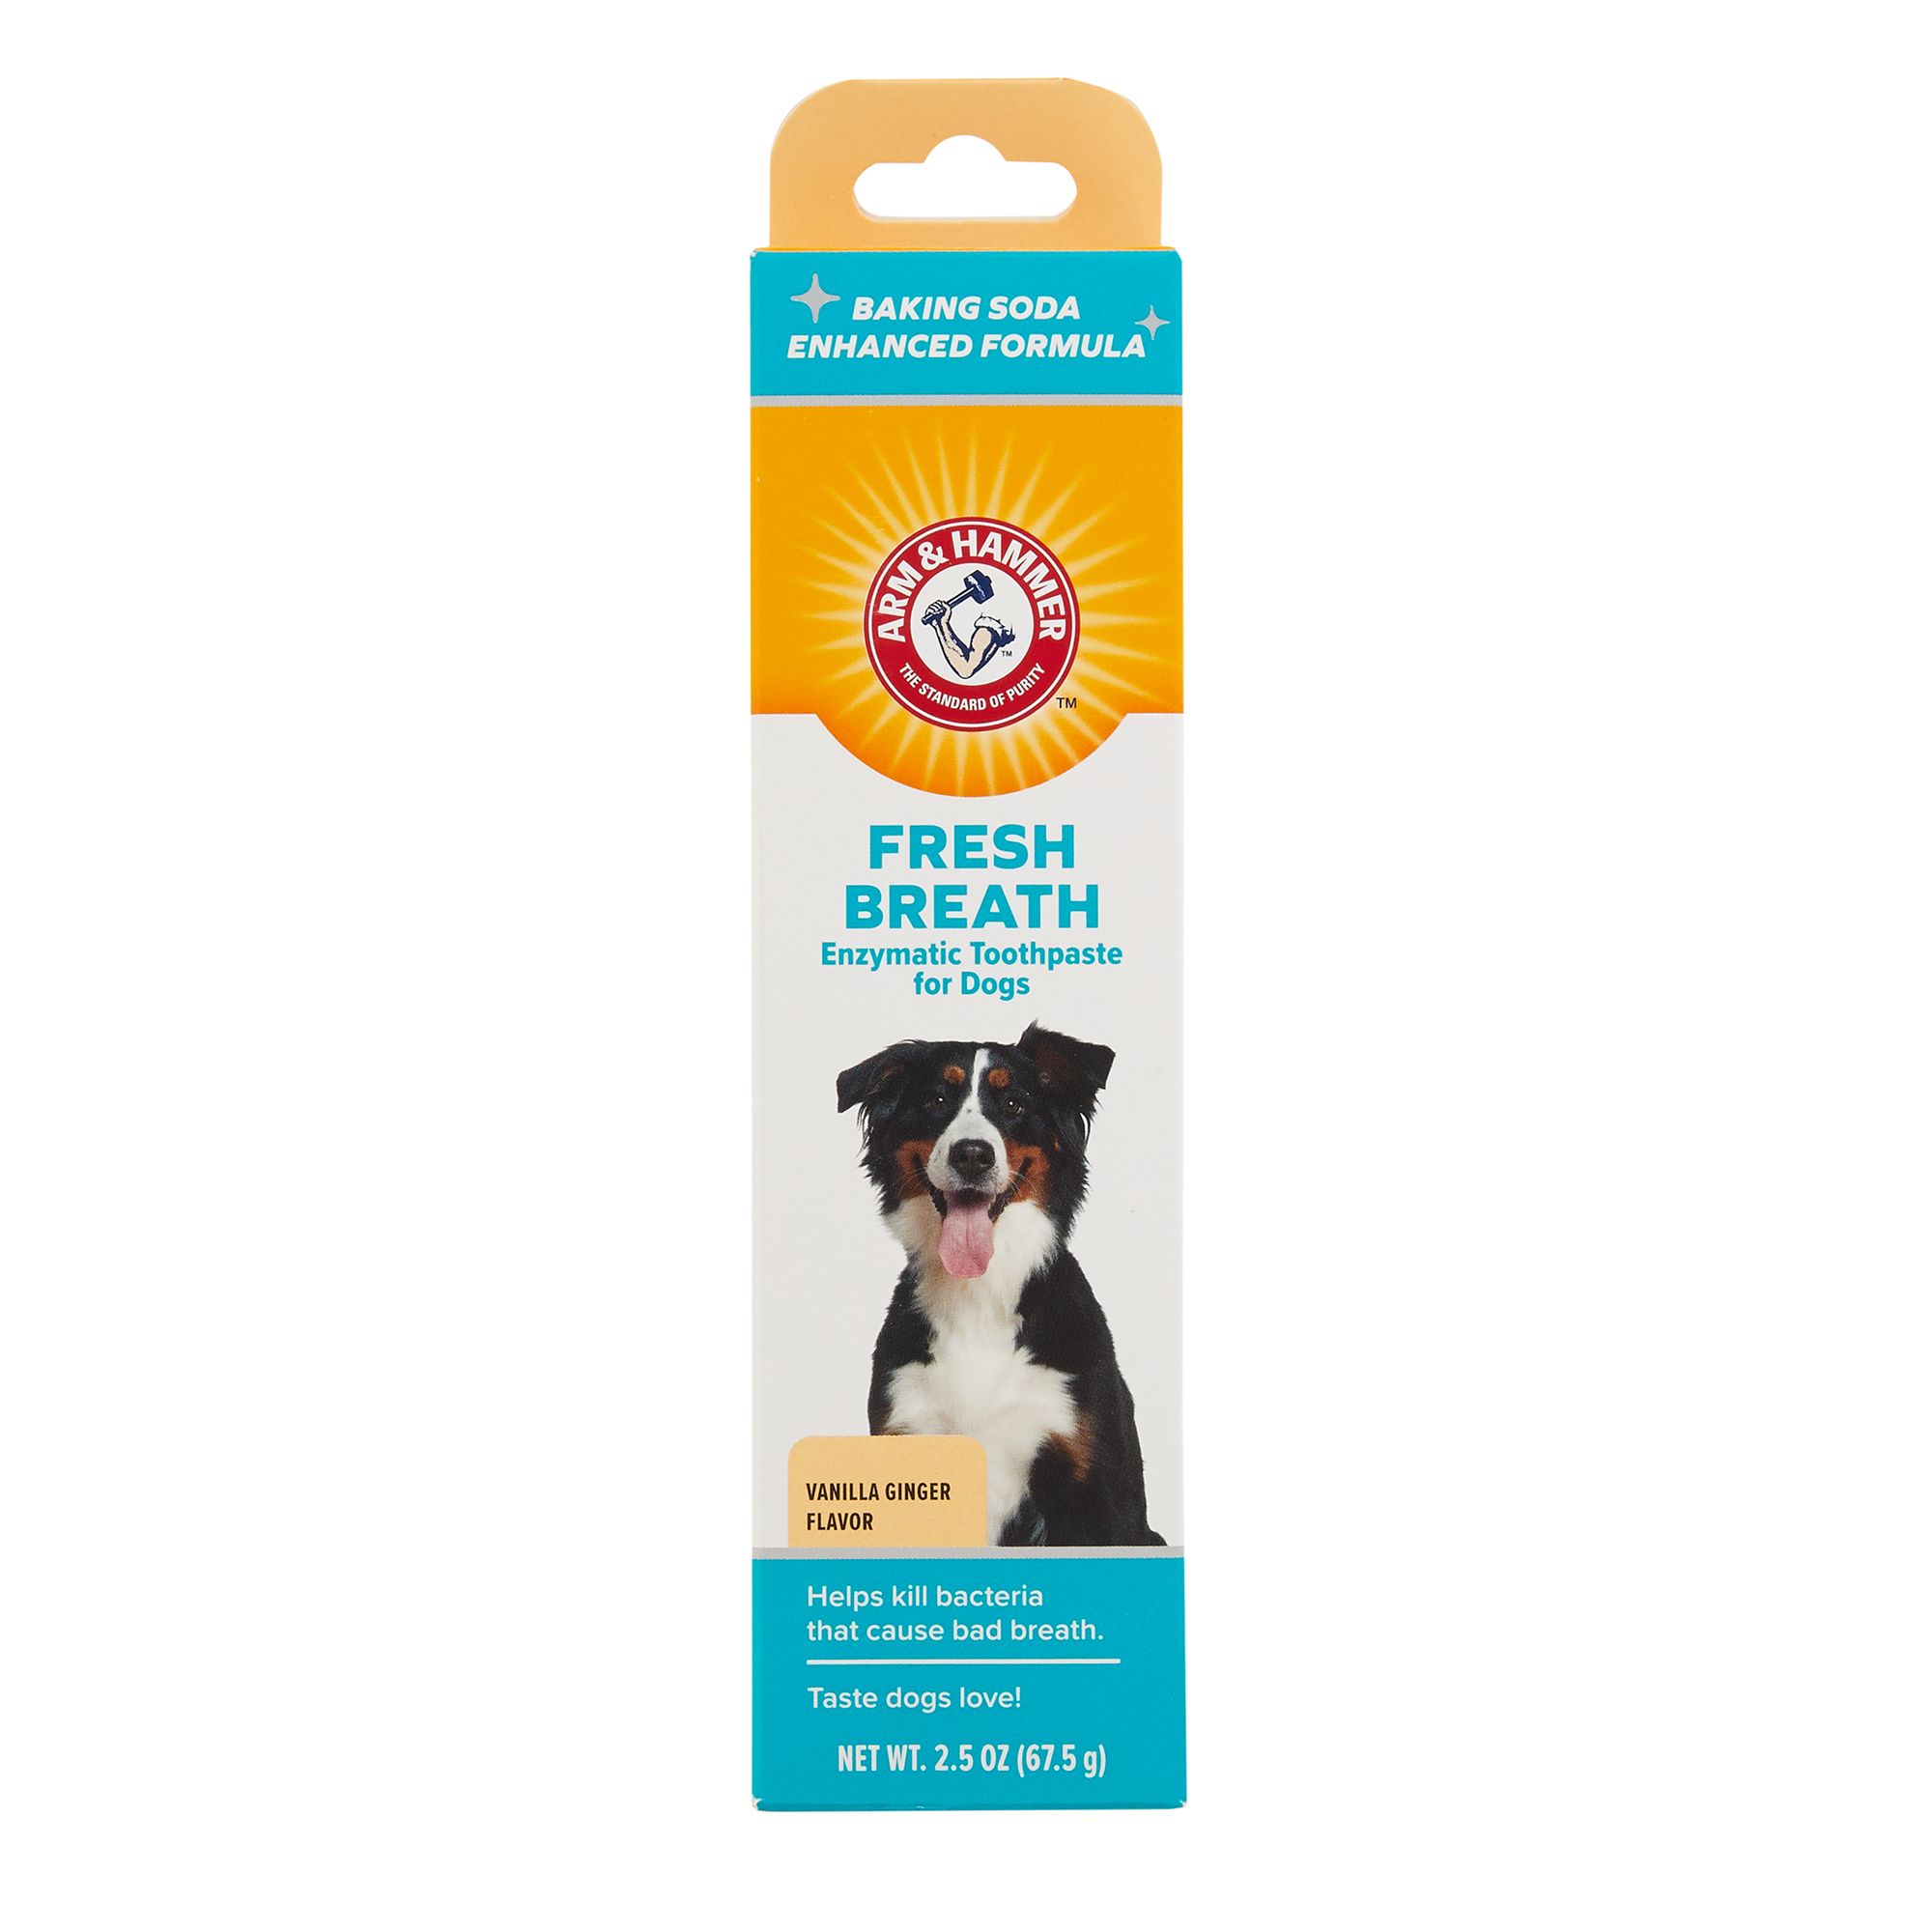 BAKING SODA
ENHANCED FORMULA
ARM & HAMMER
TM
THE STANDARD OF PURITY
TM
FRESH
BREATH
Enzymatic Toothpaste
for Dogs
VANILLA GINGER
FLAVOR
Helps kill bacteria
that cause bad breath.
Taste dogs love!
NET WT. 2.5 OZ (67.5 g)